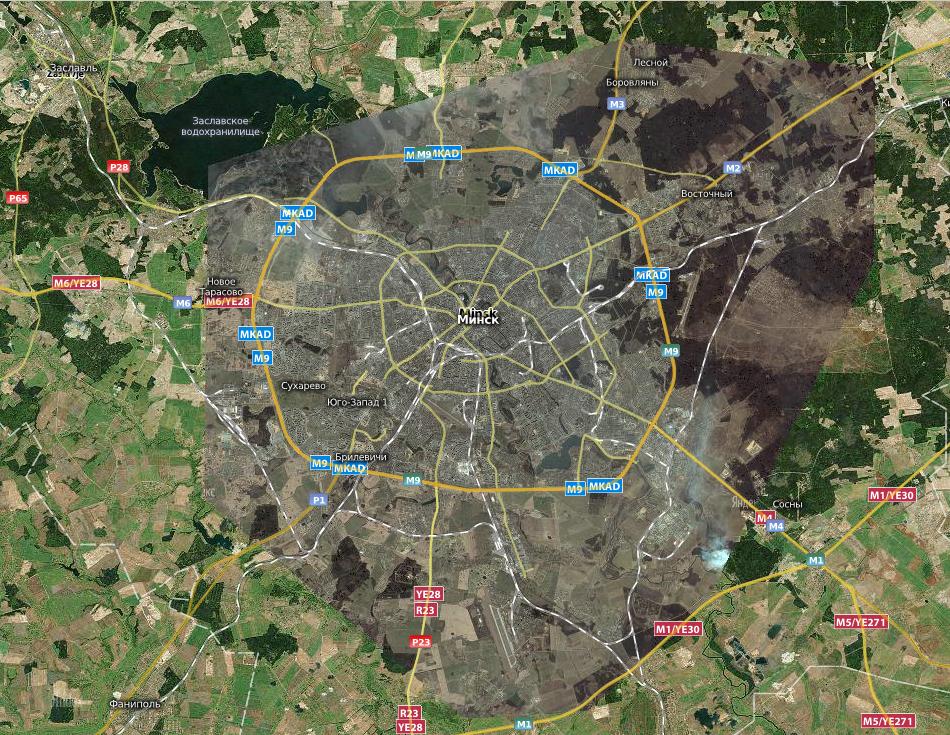 Лесной
Заславль
Боровляны
M3
Заславское
водохранилище
M9
MKAD
MKAD
P28
M2
P65
Восточный
MKAD
M9
MKAD
M6/YE28
Новое
Тарасово
M9
M6
M6/YE28
Minsk
Минск
MKAD
M9
M9
Сухарево
Юго-Запад 1
Брилевичи
M9
MKAD
M9
M9
MKAD
P1
M1/YE30
Сосны
M4
M4
M1
YE28
R23
M5/YE271
M1/YE30
P23
Фаниполь
R23
YE28
M1
M5/YE271